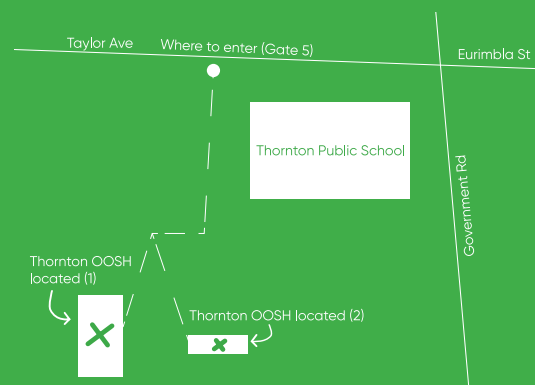 Taylor Ave
Where to enter (Gate 5)
Eurimbla St
Thornton Public School
Government Rd
Thornton OOSH
located (1)
Thornton OOSH located (2)